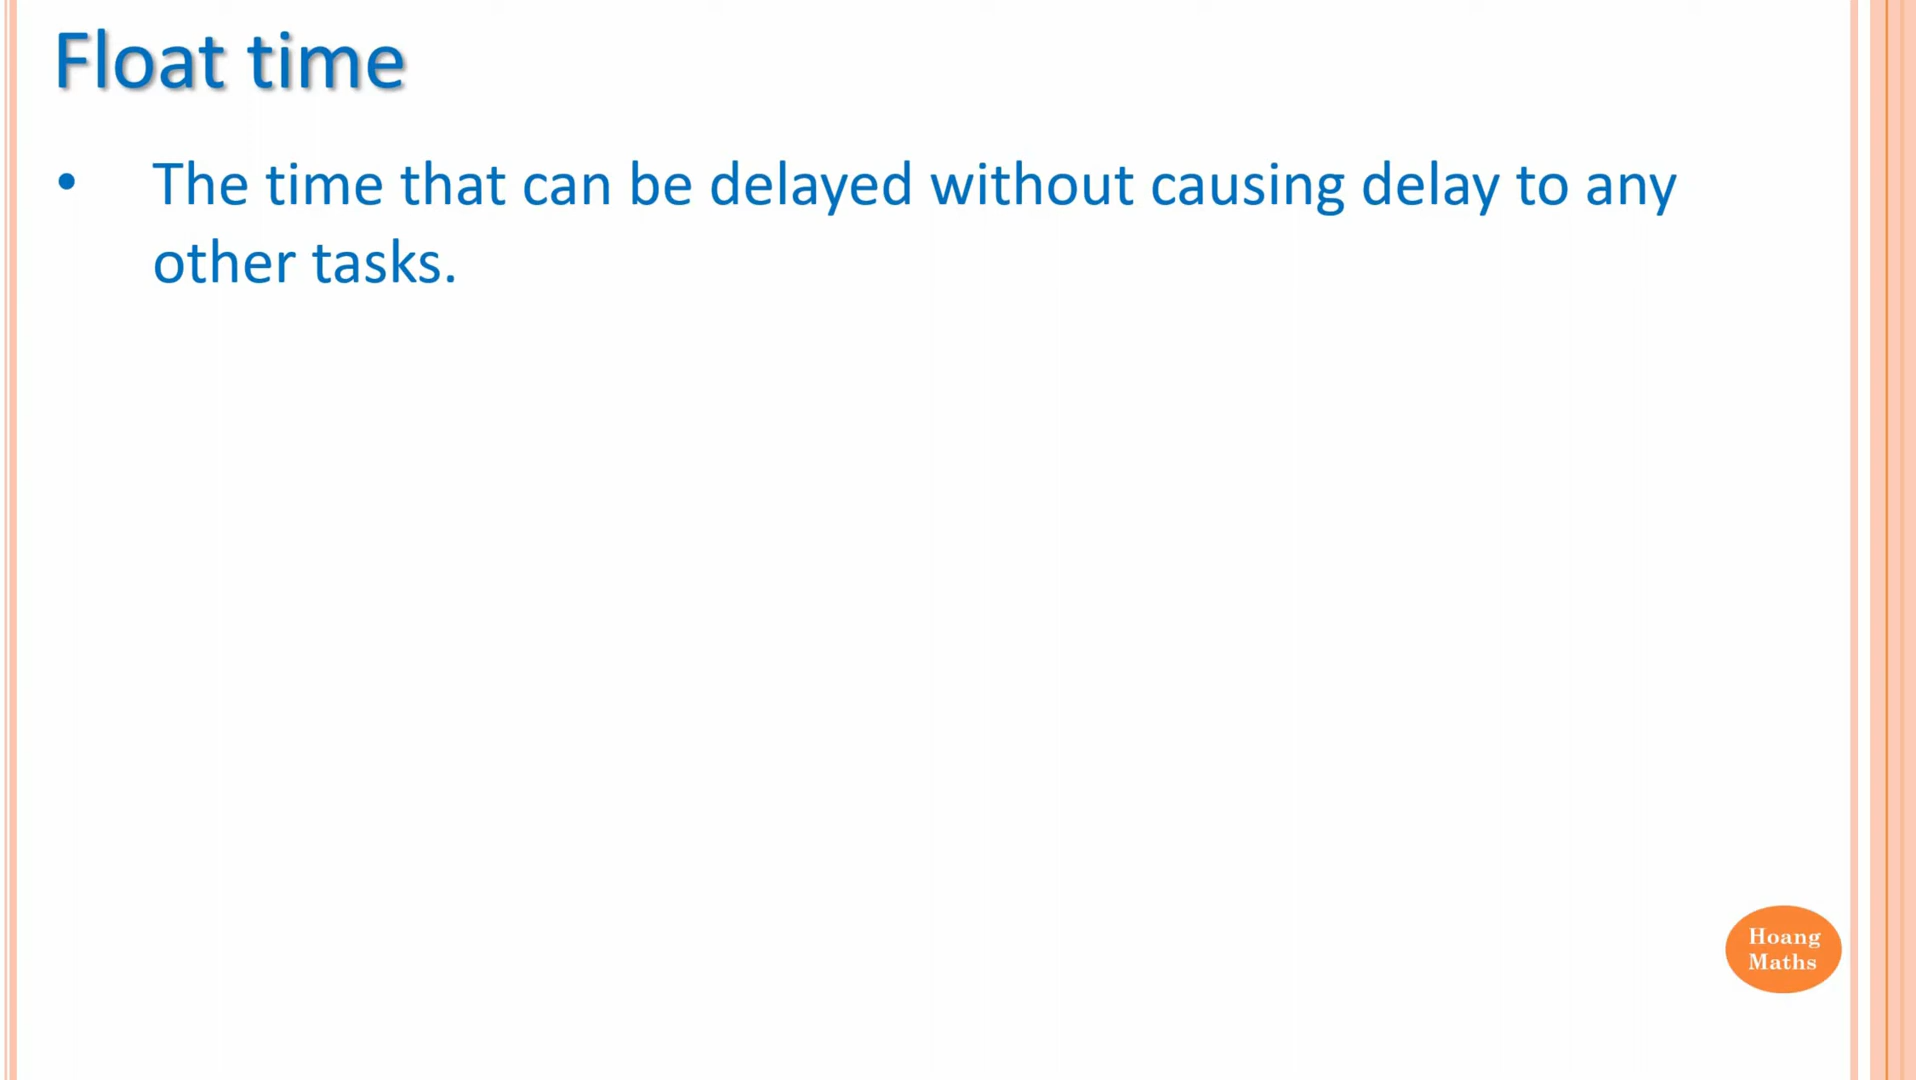 Float time
• The time that can be delayed without causing delay to any
other tasks.
Hoang
Maths